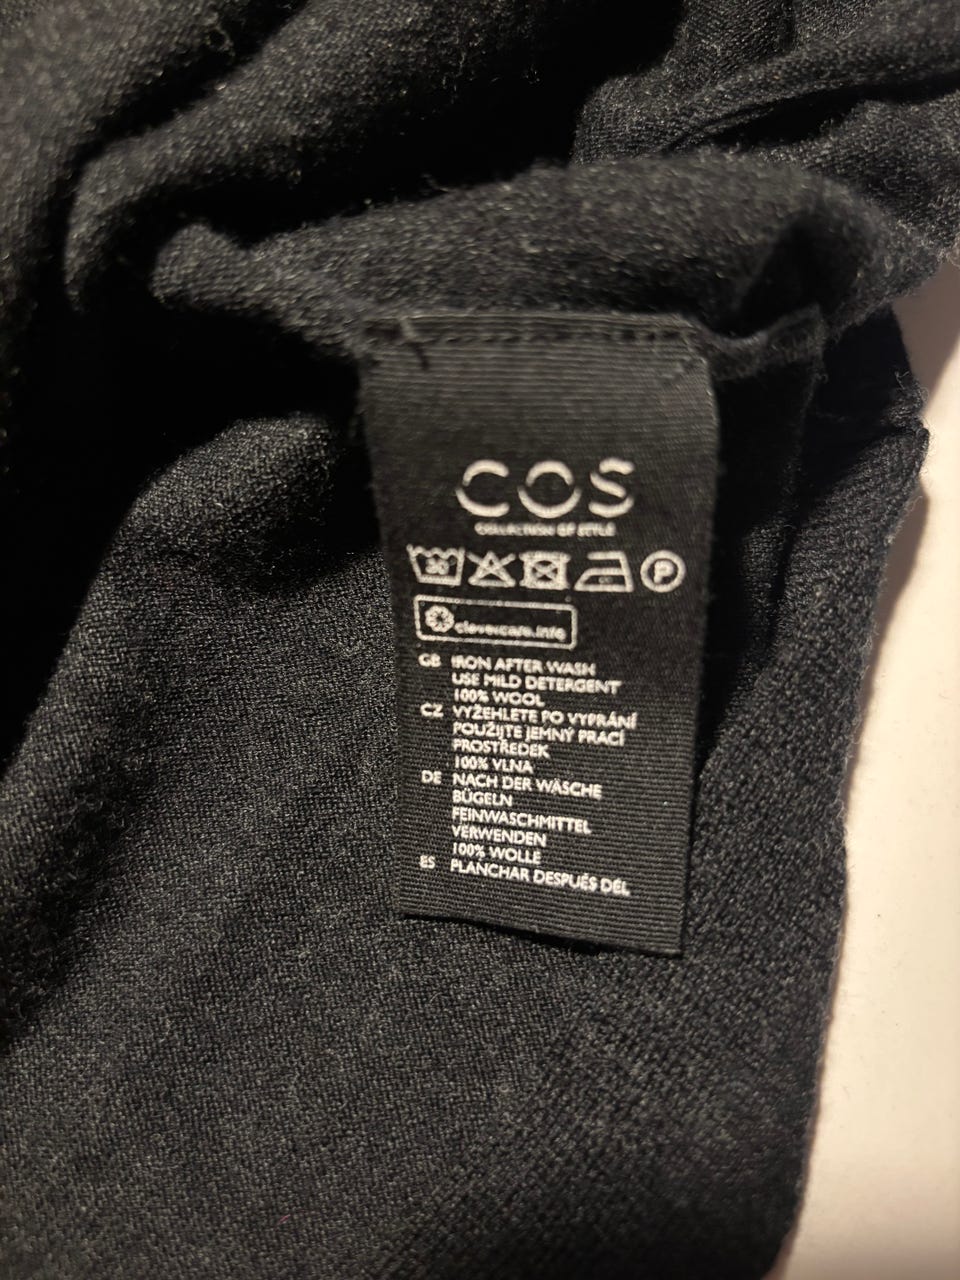 COS
COLLECTION OF STYLE
30
P
clevercare.info
GB IRON AFTER WASH
USE MILD DETERGENT
100% WOOL
CZ VYŽEHLETE PO VYPRÁNÍ
POUŽIJTE JEMNÝ PRACÍ
PROSTŘEDEK
100% VLNA
DE NACH DER WÄSCHE
BÜGELN
FEINWASCHMITTEL
VERWENDEN
100% WOLLE
ES PLANCHAR DESPUÉS DEL